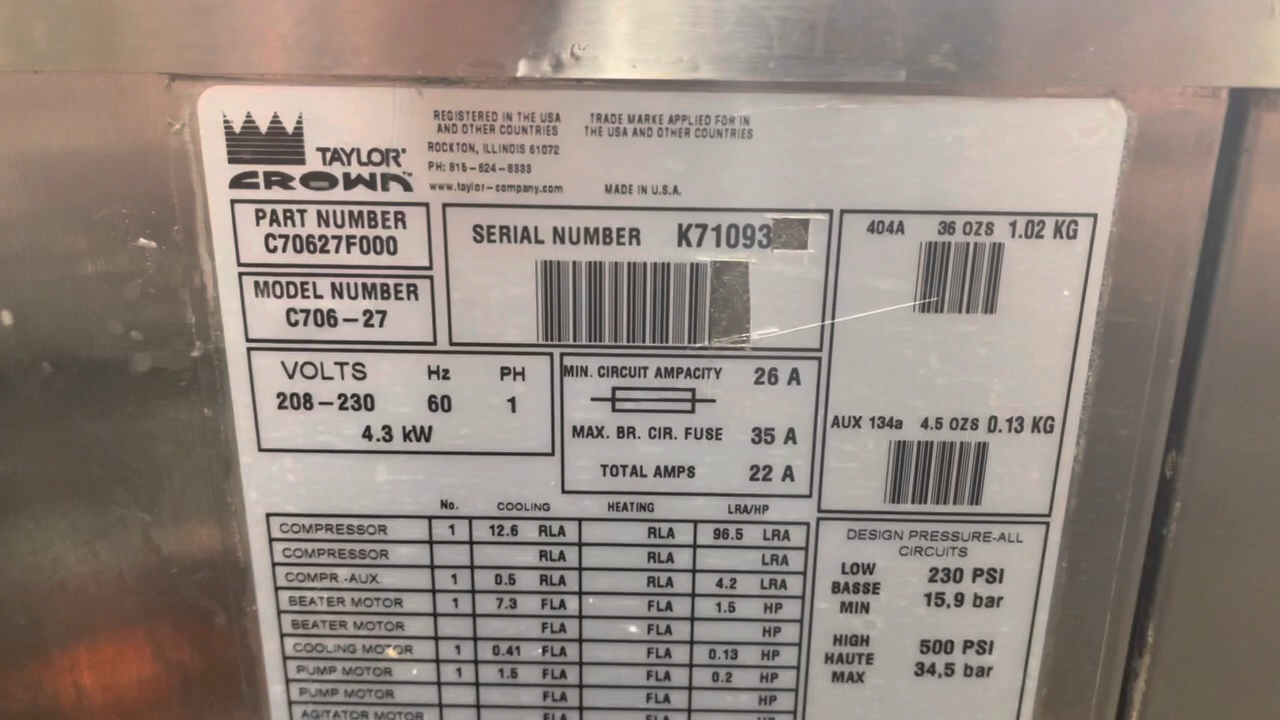 TAYLOR
CROWN
REGISTERED IN THE USA
AND OTHER COUNTRIES
TRADE MARKE APPLIED FOR IN
THE USA AND OTHER COUNTRIES
ROCKTON, ILLINOIS 61072
PH: 815-624-8333
www.taylor-company.com
MADE IN U.S.A.
PART NUMBER
C70627F000
MODEL NUMBER
C706-27
SERIAL NUMBER K71093
404A 36 OZS 1.02 KG
AUX 134a 4.5 OZS 0.13 KG
VOLTS Hz PH
208-230 60 1
4.3 kW
MIN. CIRCUIT AMPACITY 26 A
MAX. BR. CIR. FUSE 35 A
TOTAL AMPS 22 A
No. COOLING HEATING LRA/HP
COMPRESSOR 1 12.6 RLA RLA 96.5 LRA
COMPRESSOR RLA RLA LRA
COMPR.-AUX 1 0.5 RLA RLA 4.2 LRA
BEATER MOTOR 1 7.3 FLA FLA 1.5 HP
BEATER MOTOR FLA FLA HP
COOLING MOTOR 1 0.41 FLA FLA 0.13 HP
PUMP MOTOR 1 1.5 FLA FLA 0.2 HP
PUMP MOTOR FLA FLA HP
AGITATOR MOTOR FLA FLA HP
DESIGN PRESSURE-ALL
CIRCUITS
LOW
BASSE
MIN
230 PSI
15,9 bar
HIGH
HAUTE
MAX
500 PSI
34,5 bar